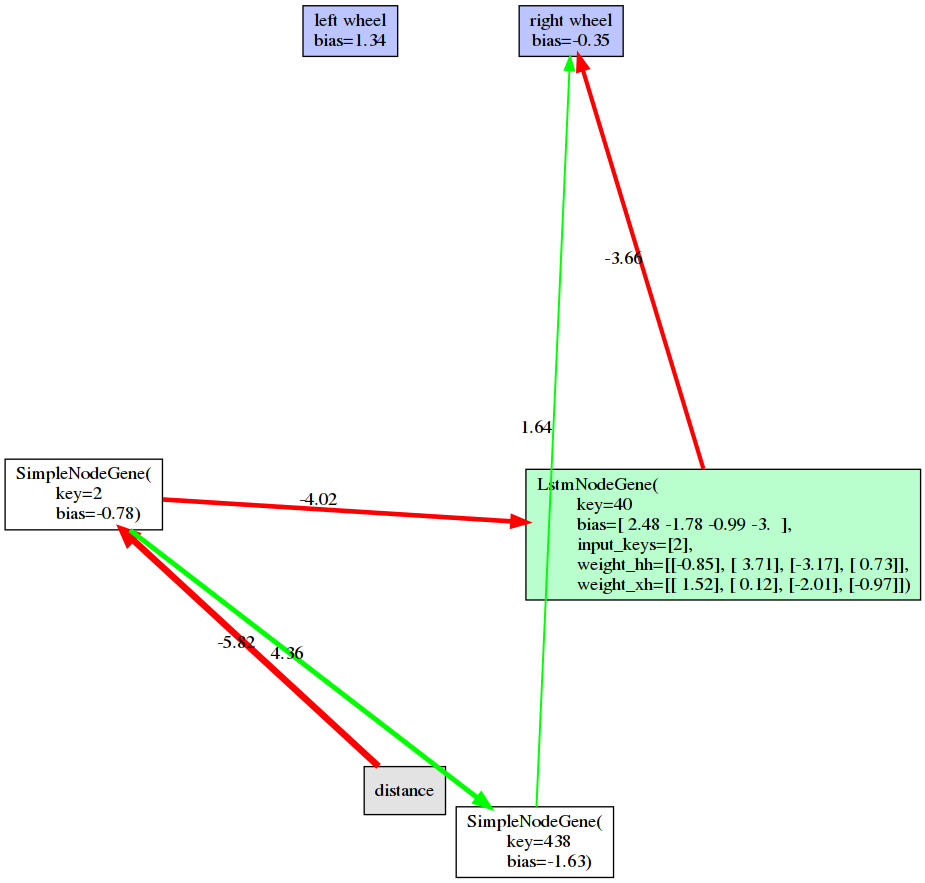 left wheel
bias=1.34
right wheel
bias=-0.35
-3.66
1.64
SimpleNodeGene(
key=2
bias=-0.78)
-4.02
LstmNodeGene(
key=40
bias=[ 2.48 -1.78 -0.99 -3.  ],
input_keys=[2],
weight_hh=[[-0.85], [ 3.71], [-3.17], [ 0.73]],
weight_xh=[[ 1.52], [ 0.12], [-2.01], [-0.97]])
-5.82
4.36
distance
SimpleNodeGene(
key=438
bias=-1.63)